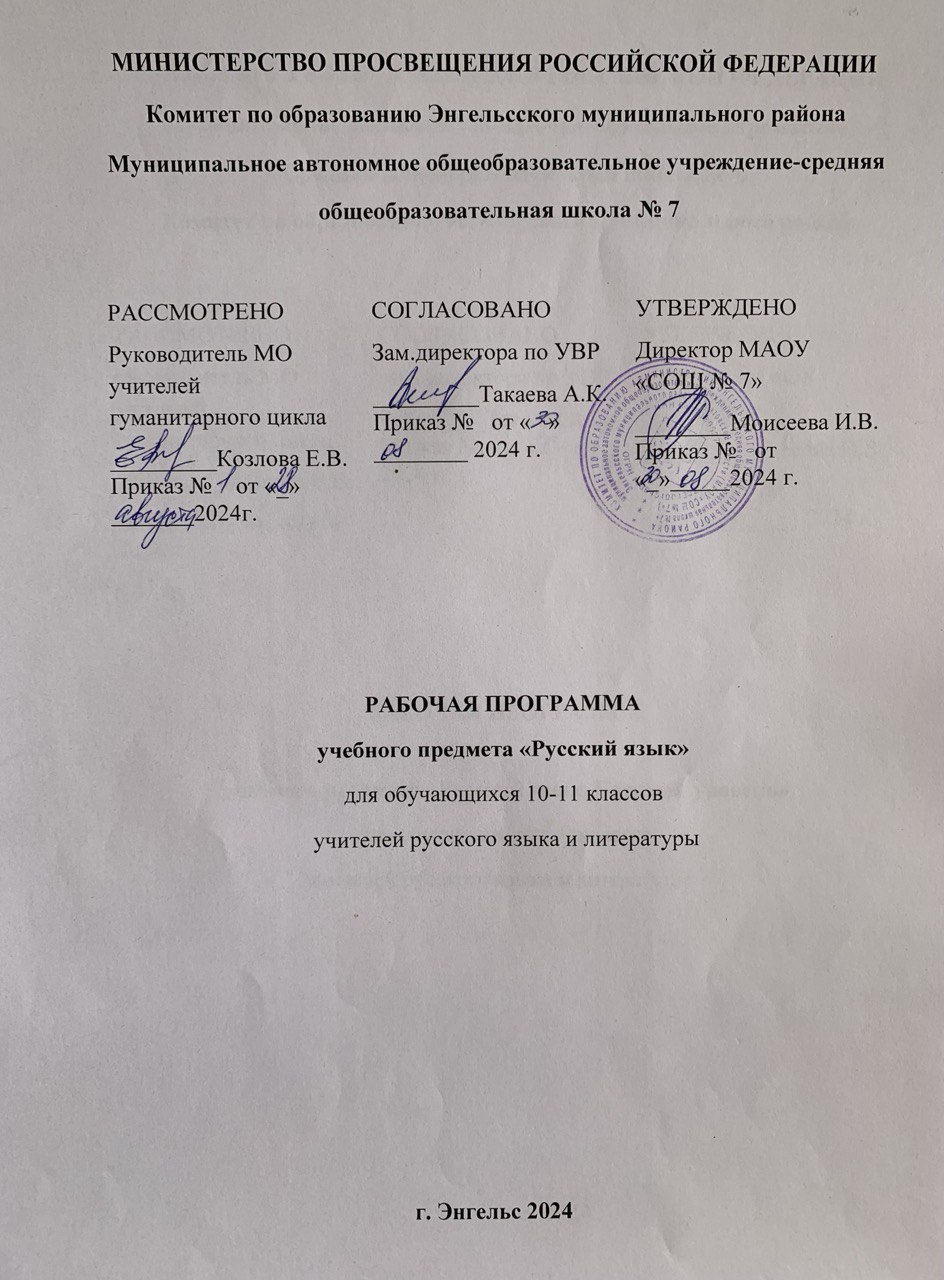 МИНИСТЕРСТВО ПРОСВЕЩЕНИЯ РОССИЙСКОЙ ФЕДЕРАЦИИ
Комитет по образованию Энгельсского муниципального района
Муниципальное автономное общеобразовательное учреждение-средняя
общеобразовательная школа № 7
РАССМОТРЕНО
Руководитель МО
учителей
гуманитарного цикла
Козлова Е.В.
Приказ № 1 от «28»
августа 2024г.
СОГЛАСОВАНО
Зам.директора по УВР
Такаева А.К.
Приказ № от «30»
08 2024 г.
УТВЕРЖДЕНО
Директор МАОУ
«СОШ № 7»
Моисеева И.В.
Приказ № от
«30» 08 2024 г.
РАБОЧАЯ ПРОГРАММА
учебного предмета «Русский язык»
для обучающихся 10-11 классов
учителей русского языка и литературы
г. Энгельс 2024